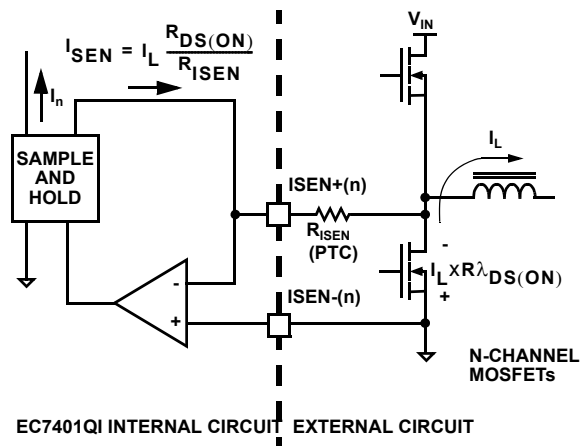 I_SEN = I_L R_DS(ON) / R_ISEN
I_n
SAMPLE
AND
HOLD
V_IN
I_L
ISEN+(n)
R_ISEN
(PTC)
-
I_L xRλ_DS(ON)
+
-
+
ISEN-(n)
N-CHANNEL
MOSFETs
EC7401QI INTERNAL CIRCUIT
EXTERNAL CIRCUIT